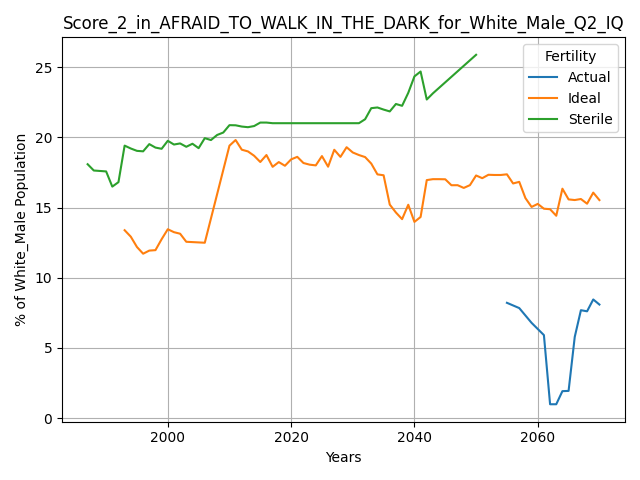 Score_2_in_AFRAID_TO_WALK_IN_THE_DARK_for_White_Male_Q2_IQ
Fertility
Actual
Ideal
Sterile
% of White_Male Population
25
20
15
10
5
0
2000
2020
2040
2060
Years